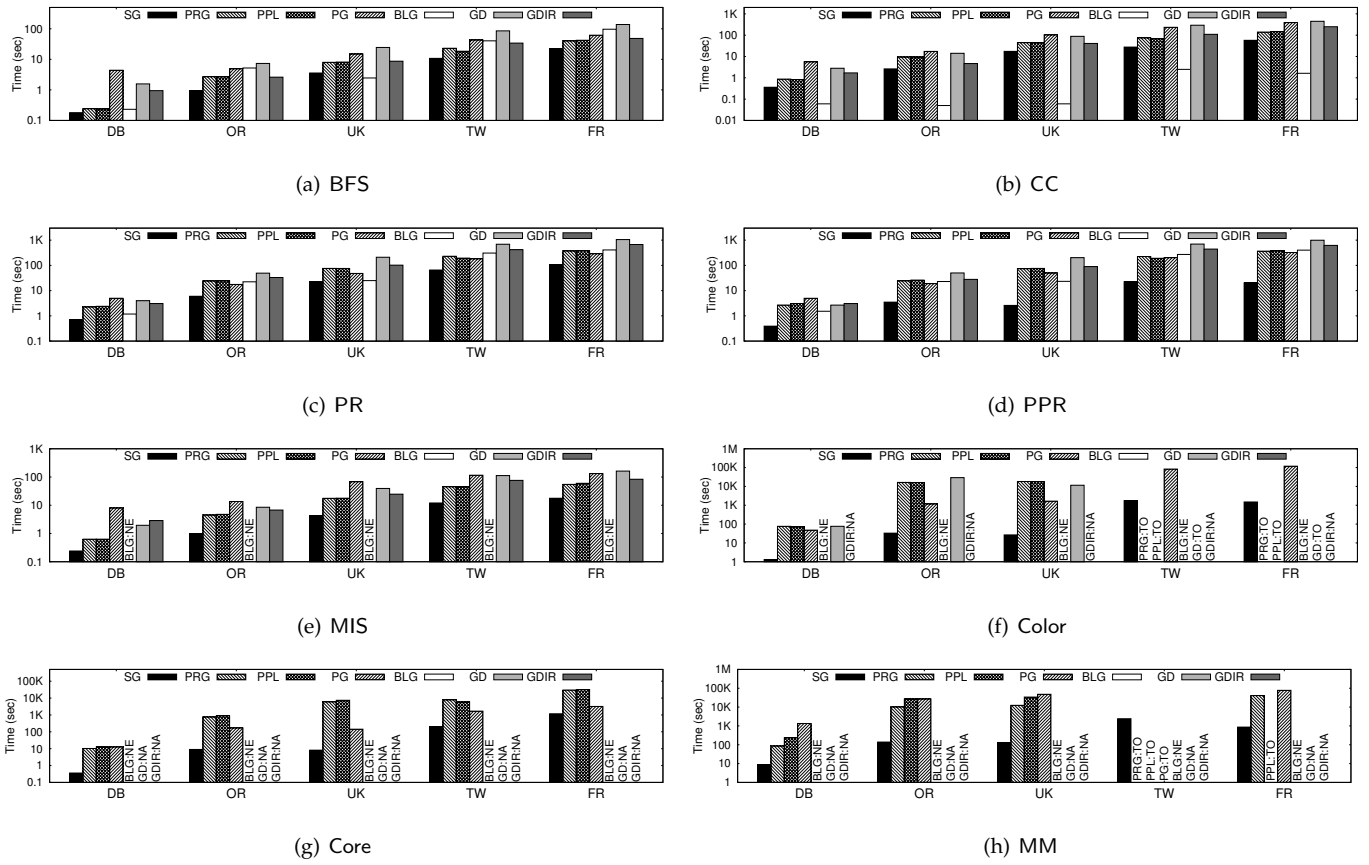 SG PRG PPL PG BLG GD GDIR
Time (sec)
100
10
1
0.1
DB OR UK TW FR
(a) BFS
SG PRG PPL PG BLG GD GDIR
Time (sec)
1K
100
10
1
0.1
0.01
DB OR UK TW FR
(b) CC
SG PRG PPL PG BLG GD GDIR
Time (sec)
1K
100
10
1
0.1
DB OR UK TW FR
(c) PR
SG PRG PPL PG BLG GD GDIR
Time (sec)
1K
100
10
1
0.1
DB OR UK TW FR
(d) PPR
SG PRG PPL PG BLG GD GDIR
Time (sec)
1K
100
10
1
0.1
BLG:NE
BLG:NE
BLG:NE
BLG:NE
BLG:NE
DB OR UK TW FR
(e) MIS
SG PRG PPL PG BLG GD GDIR
Time (sec)
1M
100K
10K
1K
100
10
1
BLG:NE
GDIR:NA
BLG:NE
GDIR:NA
BLG:NE
GDIR:NA
PRG:TO
PPL:TO
BLG:NE
GD:TO
GDIR:NA
PRG:TO
PPL:TO
BLG:NE
GD:TO
GDIR:NA
DB OR UK TW FR
(f) Color
SG PRG PPL PG BLG GD GDIR
Time (sec)
100K
10K
1K
100
10
1
0.1
BLG:NE
GD:NA
GDIR:NA
BLG:NE
GD:NA
GDIR:NA
BLG:NE
GD:NA
GDIR:NA
BLG:NE
GD:NA
GDIR:NA
BLG:NE
GD:NA
GDIR:NA
DB OR UK TW FR
(g) Core
SG PRG PPL PG BLG GD GDIR
Time (sec)
1M
100K
10K
1K
100
10
1
BLG:NE
GD:NA
GDIR:NA
BLG:NE
GD:NA
GDIR:NA
BLG:NE
GD:NA
GDIR:NA
PRG:TO
PPL:TO
PG:TO
BLG:NE
GD:NA
GDIR:NA
PPL:TO
BLG:NE
GD:NA
GDIR:NA
DB OR UK TW FR
(h) MM